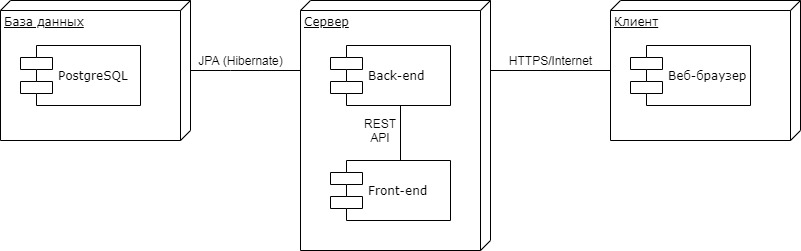 База данных
PostgreSQL
JPA (Hibernate)
Сервер
Back-end
REST
API
Front-end
HTTPS/Internet
Клиент
Веб-браузер